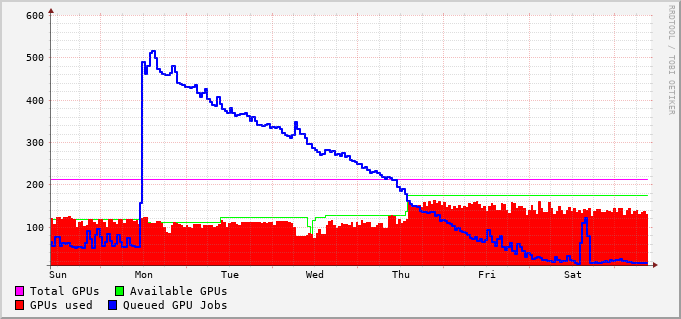 600
500
400
300
200
100
Sun Mon Tue Wed Thu Fri Sat
Total GPUs Available GPUs
GPUs used Queued GPU Jobs
RRDTOOL / TOBI OETIKER